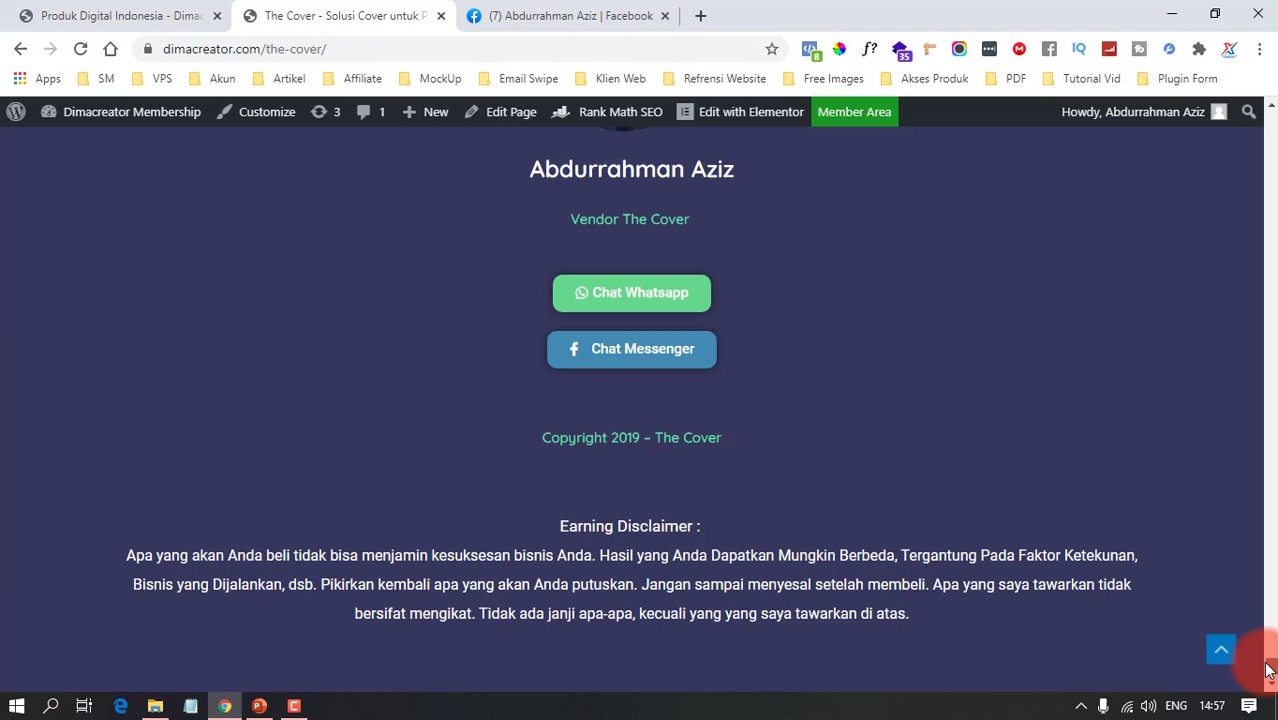 Produk Digital Indonesia - Dimac
The Cover - Solusi Cover untuk P
(7) Abdurrahman Aziz | Facebook
dimacreator.com/the-cover/
8
f?
35
IQ
Apps
SM
VPS
Akun
Artikel
Affiliate
MockUp
Email Swipe
Klien Web
Refrensi Website
Free Images
Akses Produk
PDF
Tutorial Vid
Plugin Form
Dimacreator Membership
Customize
3
1
New
Edit Page
Rank Math SEO
Edit with Elementor
Member Area
Howdy, Abdurrahman Aziz
Abdurrahman Aziz
Vendor The Cover
Chat Whatsapp
Chat Messenger
Copyright 2019 – The Cover
Earning Disclaimer :
Apa yang akan Anda beli tidak bisa menjamin kesuksesan bisnis Anda. Hasil yang Anda Dapatkan Mungkin Berbeda, Tergantung Pada Faktor Ketekunan,
Bisnis yang Dijalankan, dsb. Pikirkan kembali apa yang akan Anda putuskan. Jangan sampai menyesal setelah membeli. Apa yang saya tawarkan tidak
bersifat mengikat. Tidak ada janji apa-apa, kecuali yang yang saya tawarkan di atas.
ENG
14:57